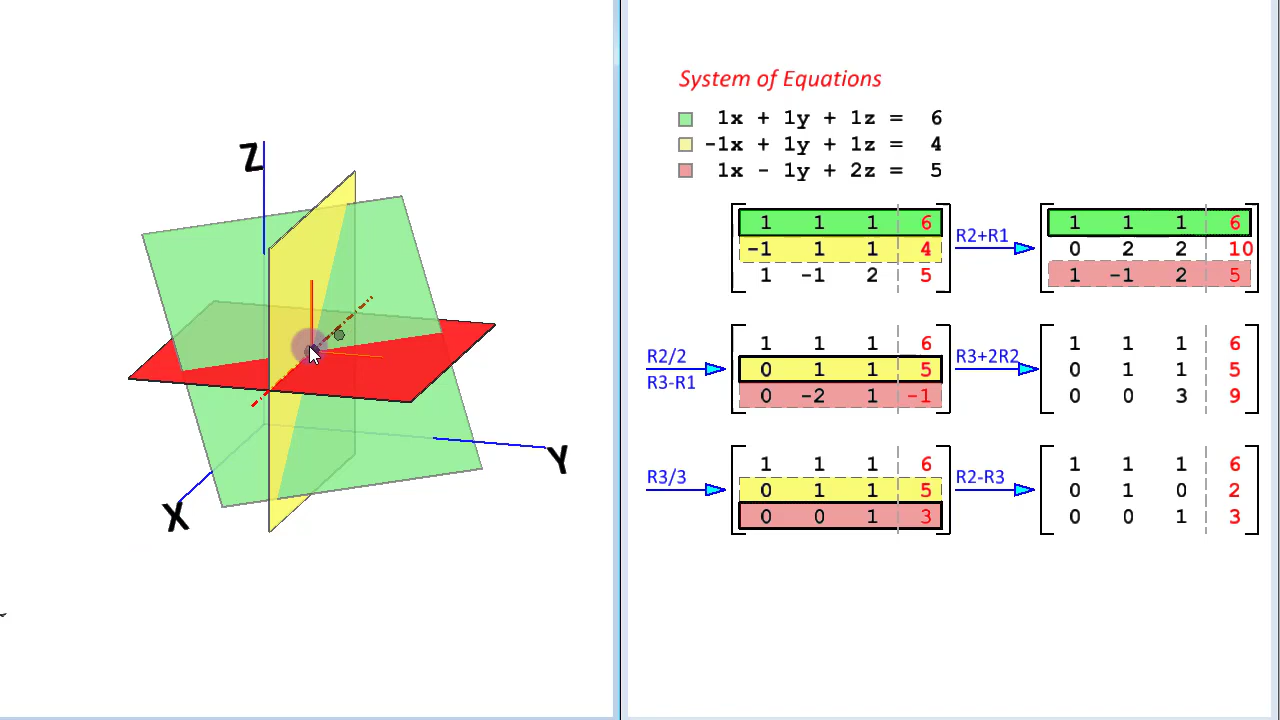 Z
Y
X
System of Equations
1x + 1y + 1z = 6
-1x + 1y + 1z = 4
1x - 1y + 2z = 5
1 1 1 6 R2+R1 1 1 1 6
-1 1 1 4 0 2 2 10
1 -1 2 5 1 -1 2 5
1 1 1 6 1 1 1 6
R2/2 0 1 1 5 R3+2R2 0 1 1 5
R3-R1 0 -2 1 -1 0 0 3 9
1 1 1 6 1 1 1 6
R3/3 0 1 1 5 R2-R3 0 1 0 2
0 0 1 3 0 0 1 3